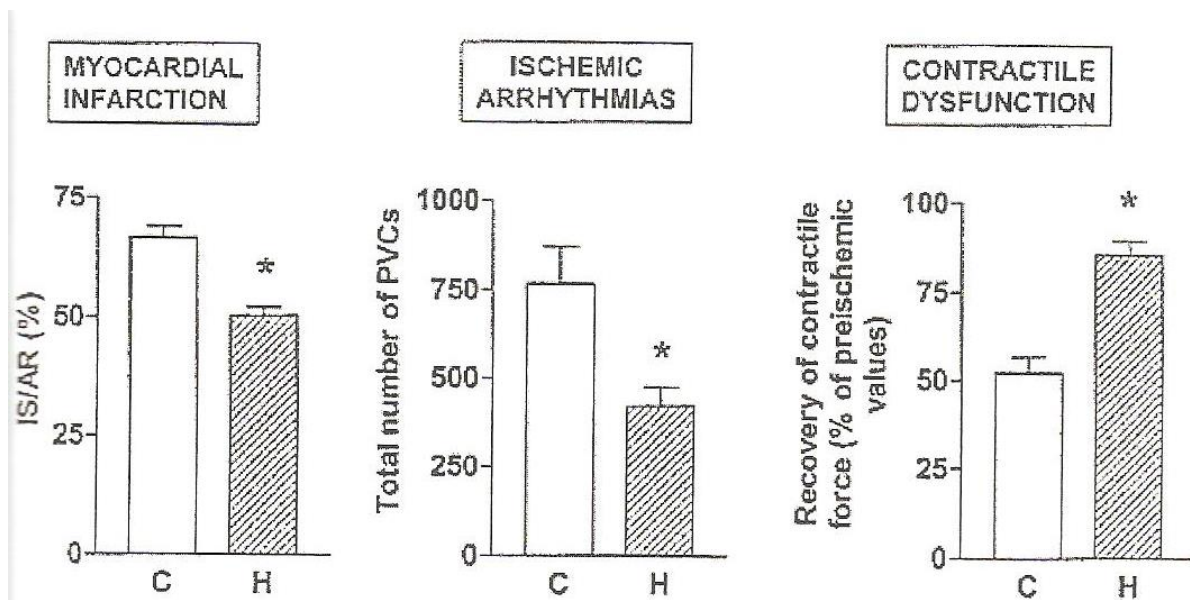 MYOCARDIAL
INFARCTION
75
50
25
0
IS/AR (%)
*
C H
ISCHEMIC
ARRHYTHMIAS
1000
750
500
250
0
Total number of PVCs
*
C H
CONTRACTILE
DYSFUNCTION
100
75
50
25
0
Recovery of contractile
force (% of preischemic
values)
*
C H